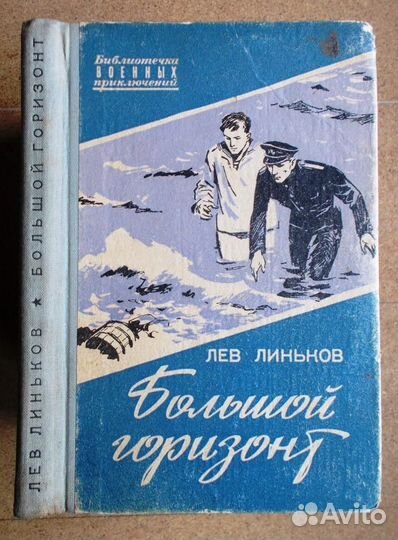 Библиотечка
ВОЕННЫХ
приключений
ЛЕВ ЛИНЬКОВ
Большой
горизонт
ЛЕВ ЛИНЬКОВ ★ БОЛЬШОЙ ГОРИЗОНТ
Avito